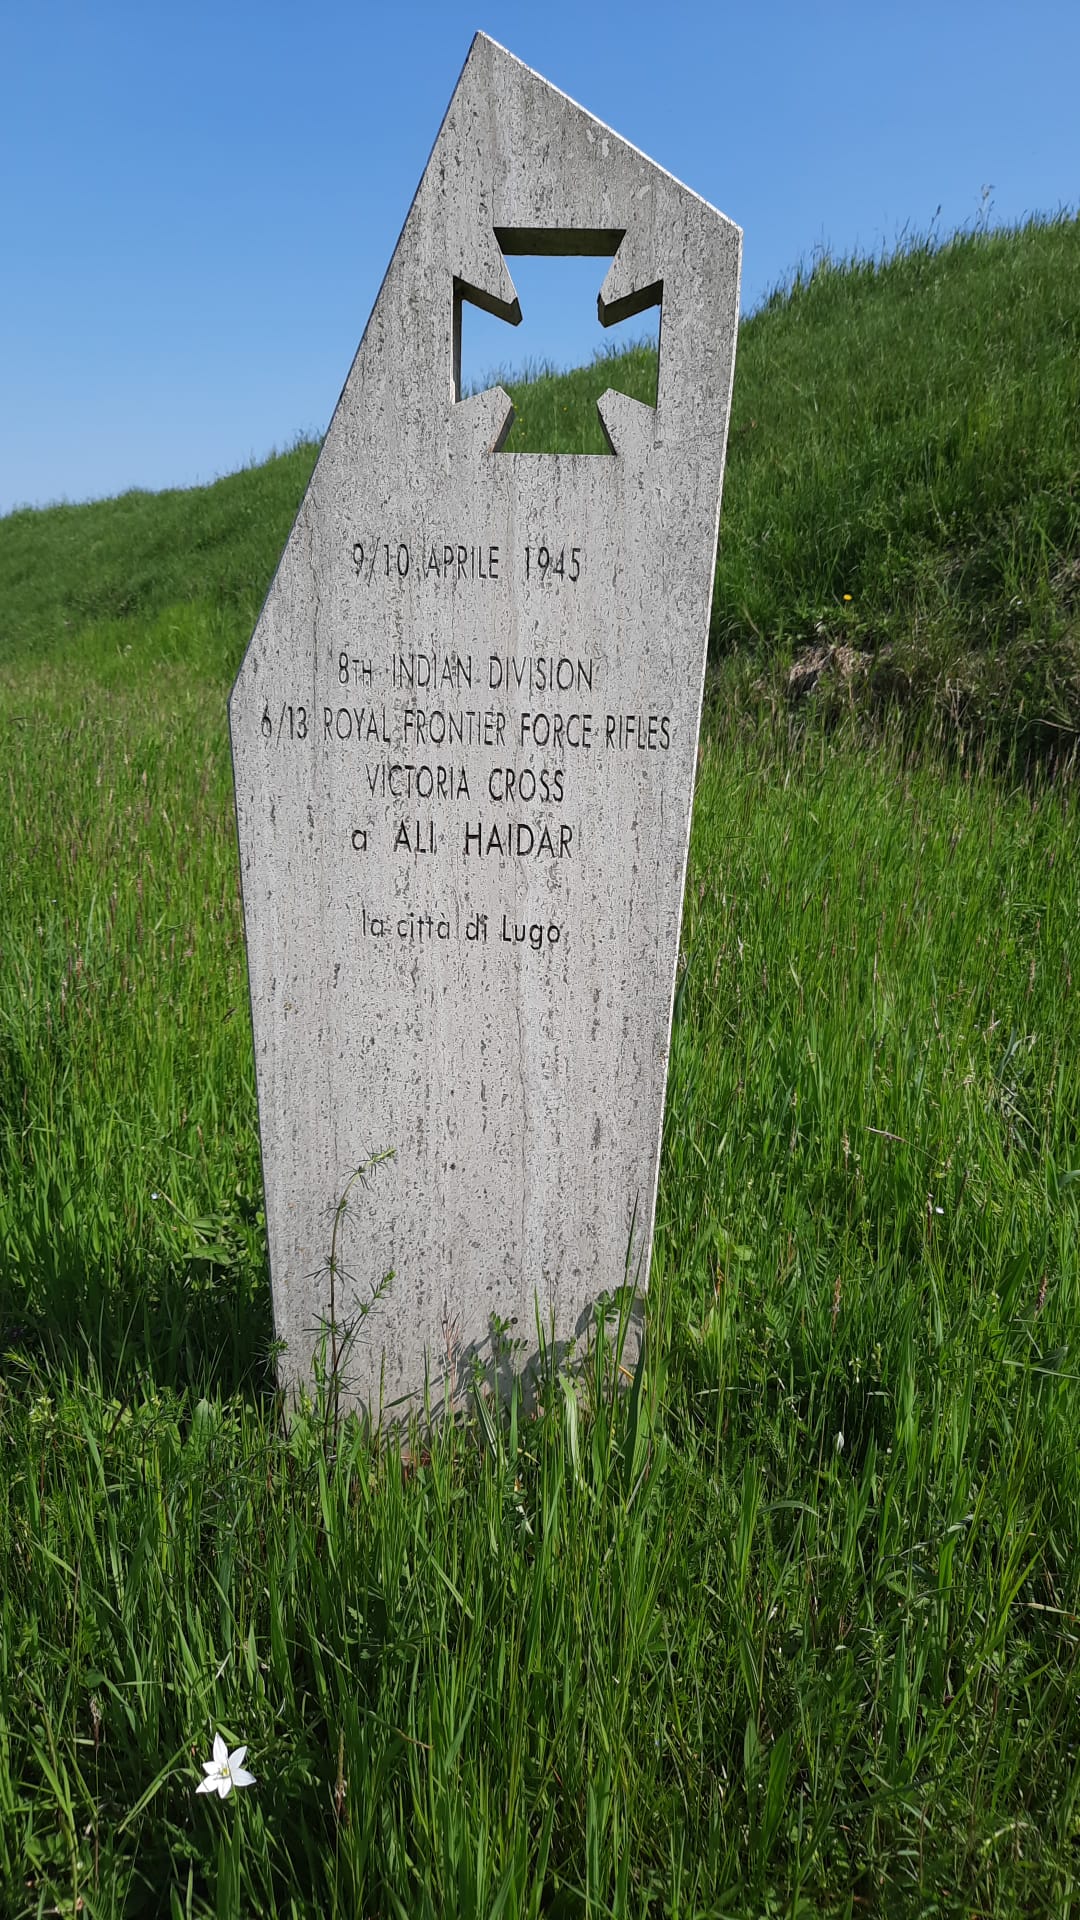 9/10 APRILE 1945
8TH INDIAN DIVISION
6/13 ROYAL FRONTIER FORCE RIFLES
VICTORIA CROSS
a ALI HAIDAR
la città di Lugo